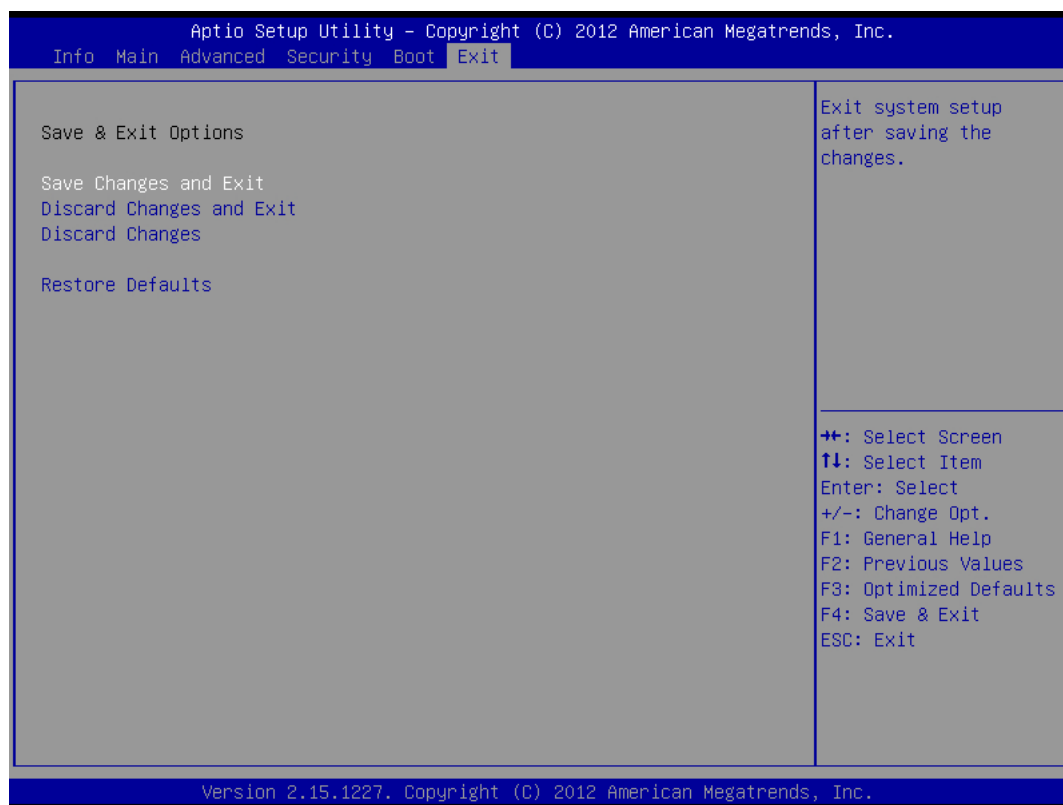 Aptio Setup Utility – Copyright (C) 2012 American Megatrends, Inc.
Info Main Advanced Security Boot Exit
Save & Exit Options
Save Changes and Exit
Discard Changes and Exit
Discard Changes
Restore Defaults
Exit system setup
after saving the
changes.
→←: Select Screen
↑↓: Select Item
Enter: Select
+/-: Change Opt.
F1: General Help
F2: Previous Values
F3: Optimized Defaults
F4: Save & Exit
ESC: Exit
Version 2.15.1227. Copyright (C) 2012 American Megatrends, Inc.